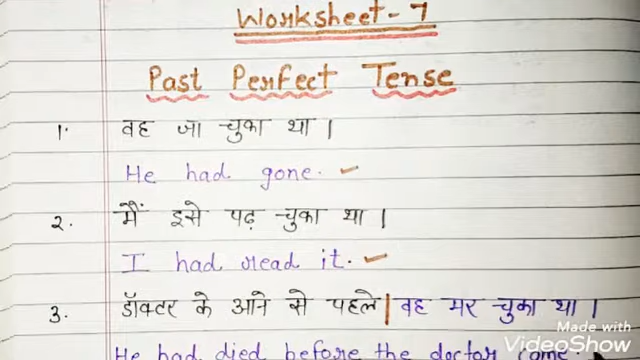 Worksheet-7
Past Perfect Tense
1. वह जा चुका था।
He had gone.
2. मैं इसे पढ़ चुका था।
I had read it.
3. डॉक्टर के आने से पहले| वह मर चुका था।
He had died before the doctor came.
Made with
VideoShow